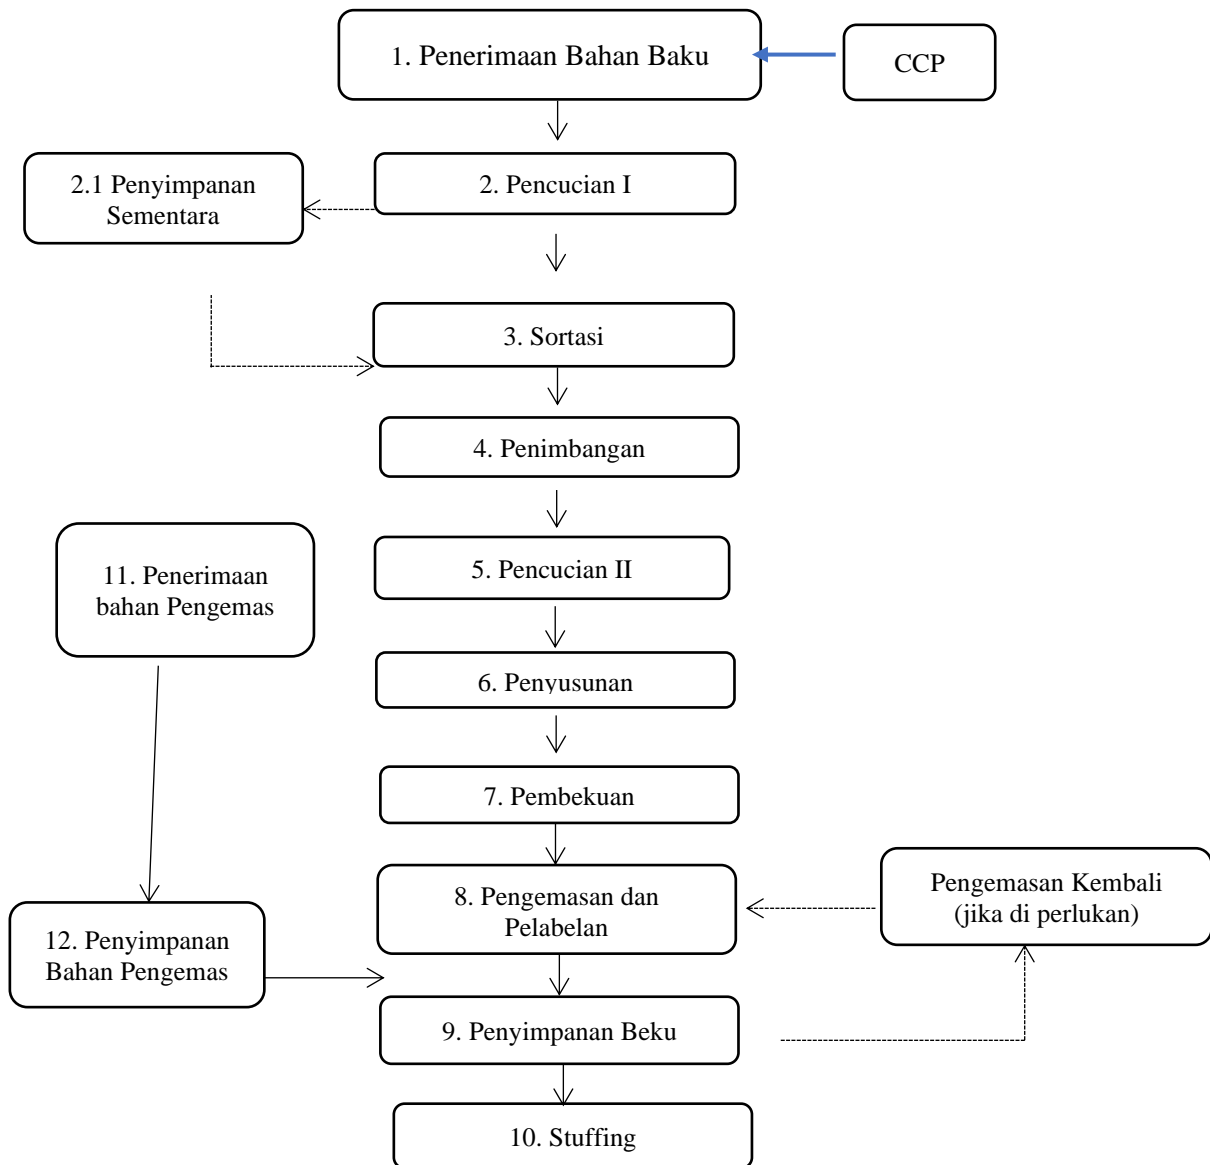 1. Penerimaan Bahan Baku
CCP
2.1 Penyimpanan
Sementara
2. Pencucian I
3. Sortasi
4. Penimbangan
11. Penerimaan
bahan Pengemas
5. Pencucian II
6. Penyusunan
7. Pembekuan
8. Pengemasan dan
Pelabelan
Pengemasan Kembali
(jika di perlukan)
12. Penyimpanan
Bahan Pengemas
9. Penyimpanan Beku
10. Stuffing